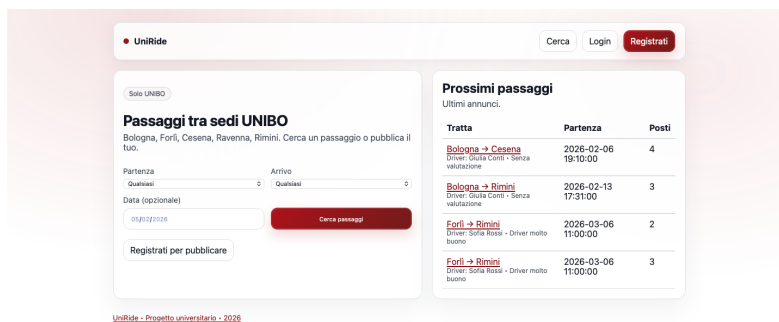 UniRide
Cerca
Login
Registrati
Solo UNIBO
Passaggi tra sedi UNIBO
Bologna, Forlì, Cesena, Ravenna, Rimini. Cerca un passaggio o pubblica il
tuo.
Partenza
Arrivo
Qualsiasi
Qualsiasi
Data (opzionale)
05/02/2026
Cerca passaggi
Registrati per pubblicare
Prossimi passaggi
Ultimi annunci.
Tratta Partenza Posti
Bologna → Cesena 2026-02-06 4
Driver: Giulia Conti • Senza 19:10:00
valutazione
Bologna → Rimini 2026-02-13 3
Driver: Giulia Conti • Senza 17:31:00
valutazione
Forlì → Rimini 2026-03-06 2
Driver: Sofia Rossi • Driver molto 11:00:00
buono
Forlì → Rimini 2026-03-06 3
Driver: Sofia Rossi • Driver molto 11:00:00
buono
UniRide • Progetto universitario • 2026